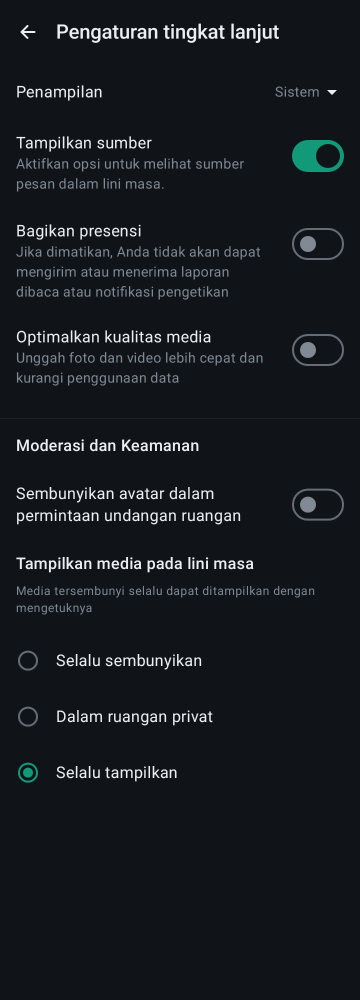 Pengaturan tingkat lanjut
Penampilan
Sistem
Tampilkan sumber
Aktifkan opsi untuk melihat sumber
pesan dalam lini masa.
Bagikan presensi
Jika dimatikan, Anda tidak akan dapat
mengirim atau menerima laporan
dibaca atau notifikasi pengetikan
Optimalkan kualitas media
Unggah foto dan video lebih cepat dan
kurangi penggunaan data
Moderasi dan Keamanan
Sembunyikan avatar dalam
permintaan undangan ruangan
Tampilkan media pada lini masa
Media tersembunyi selalu dapat ditampilkan dengan
mengetuknya
Selalu sembunyikan
Dalam ruangan privat
Selalu tampilkan